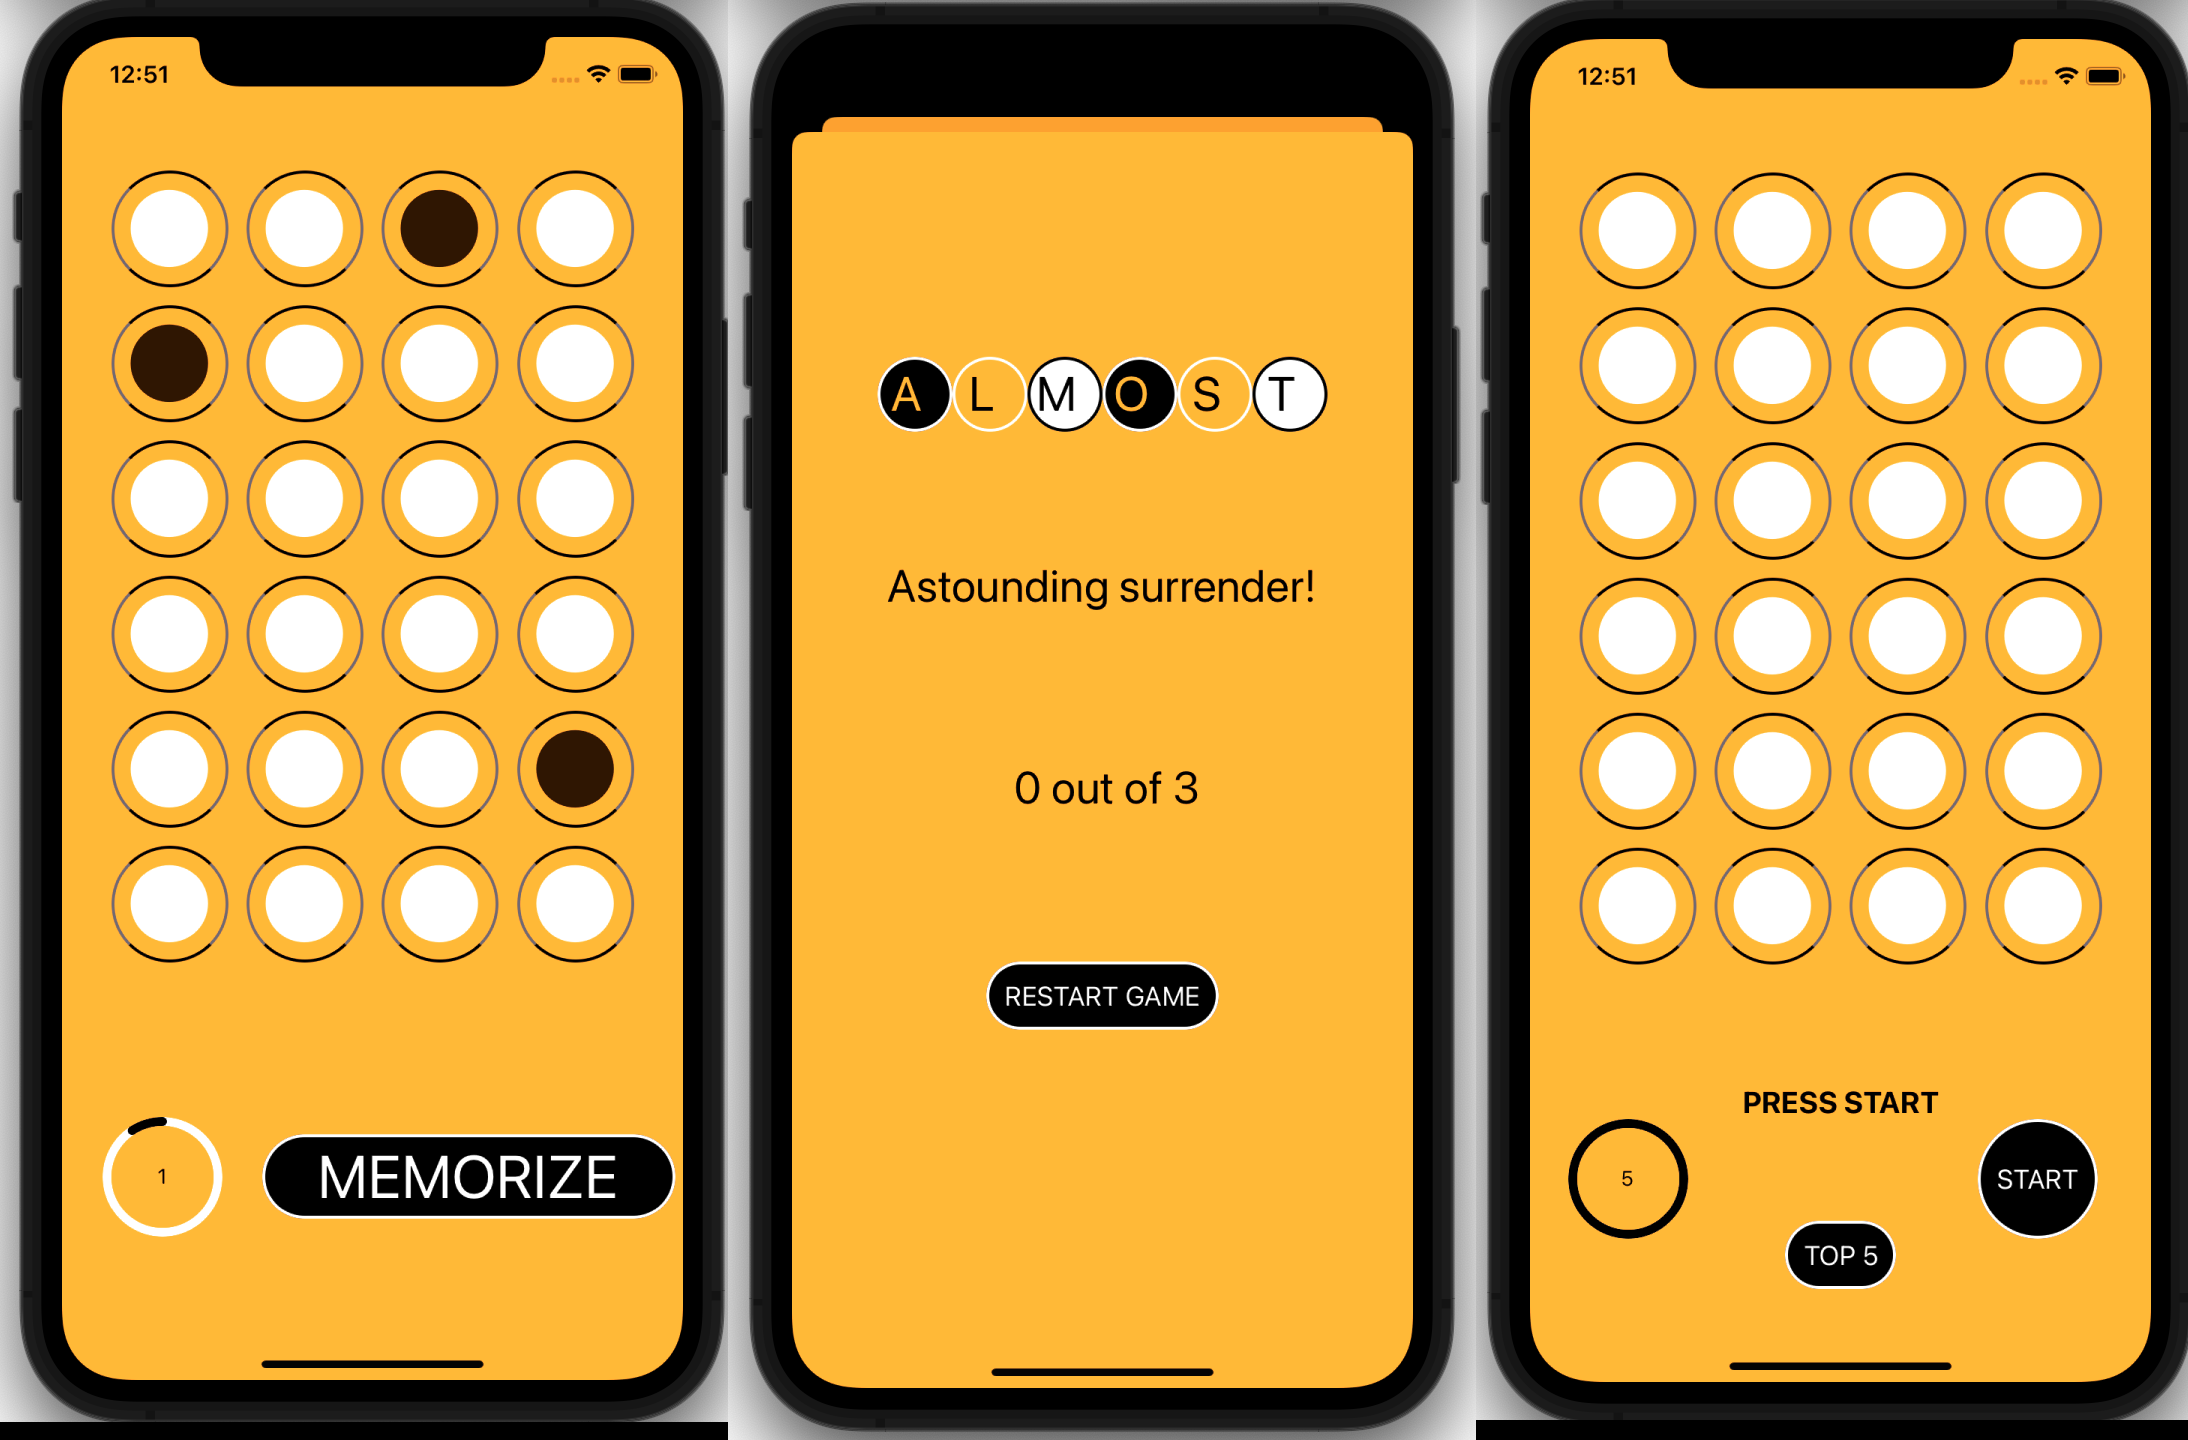 12:51
1
MEMORIZE
ALMOST
Astounding surrender!
0 out of 3
RESTART GAME
12:51
PRESS START
5
START
TOP 5